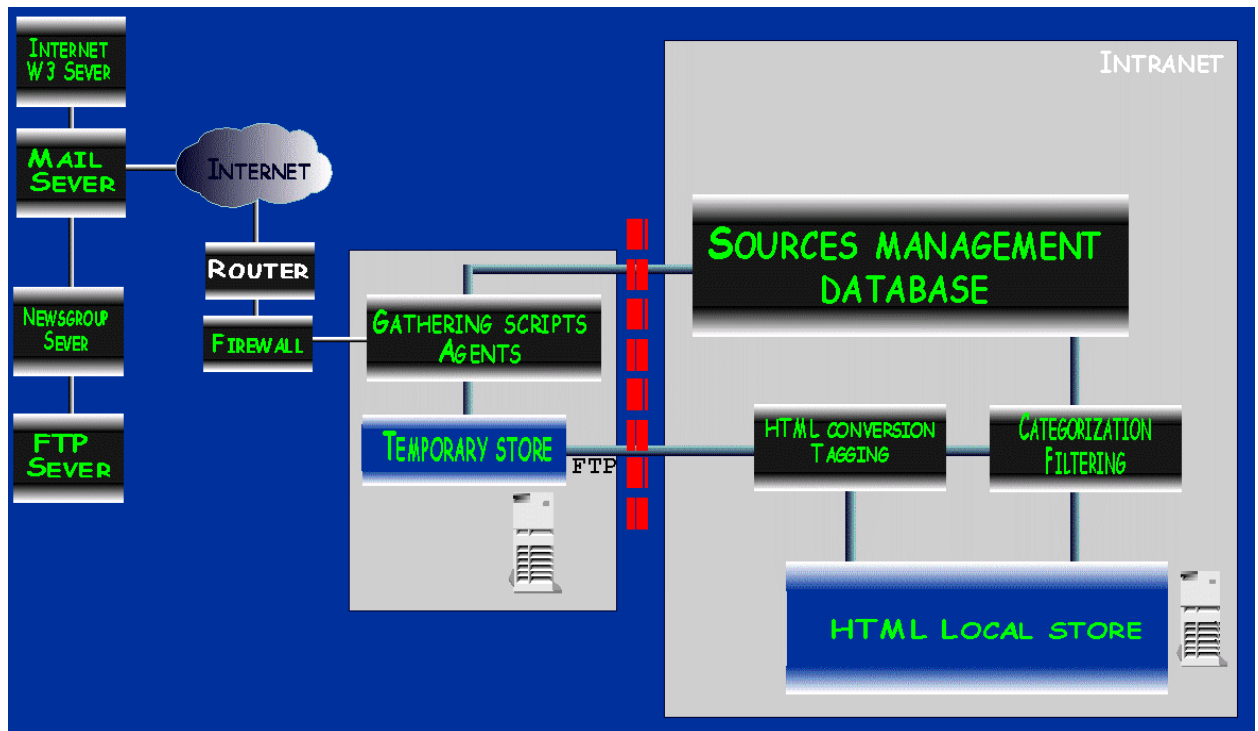 INTERNET
W3 SEVER
MAIL
SEVER
NEWSGROUP
SEVER
FTP
SEVER
INTERNET
ROUTER
FIREWALL
GATHERING SCRIPTS
AGENTS
TEMPORARY STORE
FTP
INTRANET
SOURCES MANAGEMENT
DATABASE
HTML CONVERSION
TAGGING
CATEGORIZATION
FILTERING
HTML LOCAL STORE